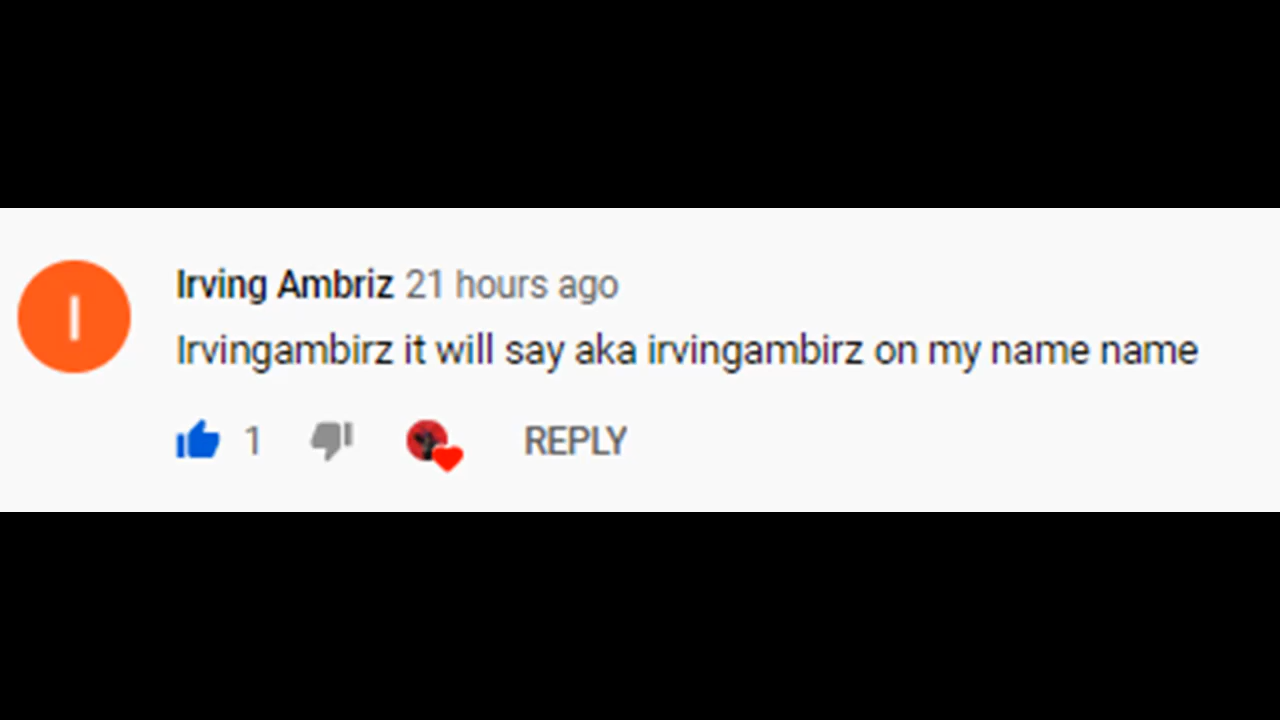 I
Irving Ambriz 21 hours ago
Irvingambirz it will say aka irvingambirz on my name name
1 REPLY